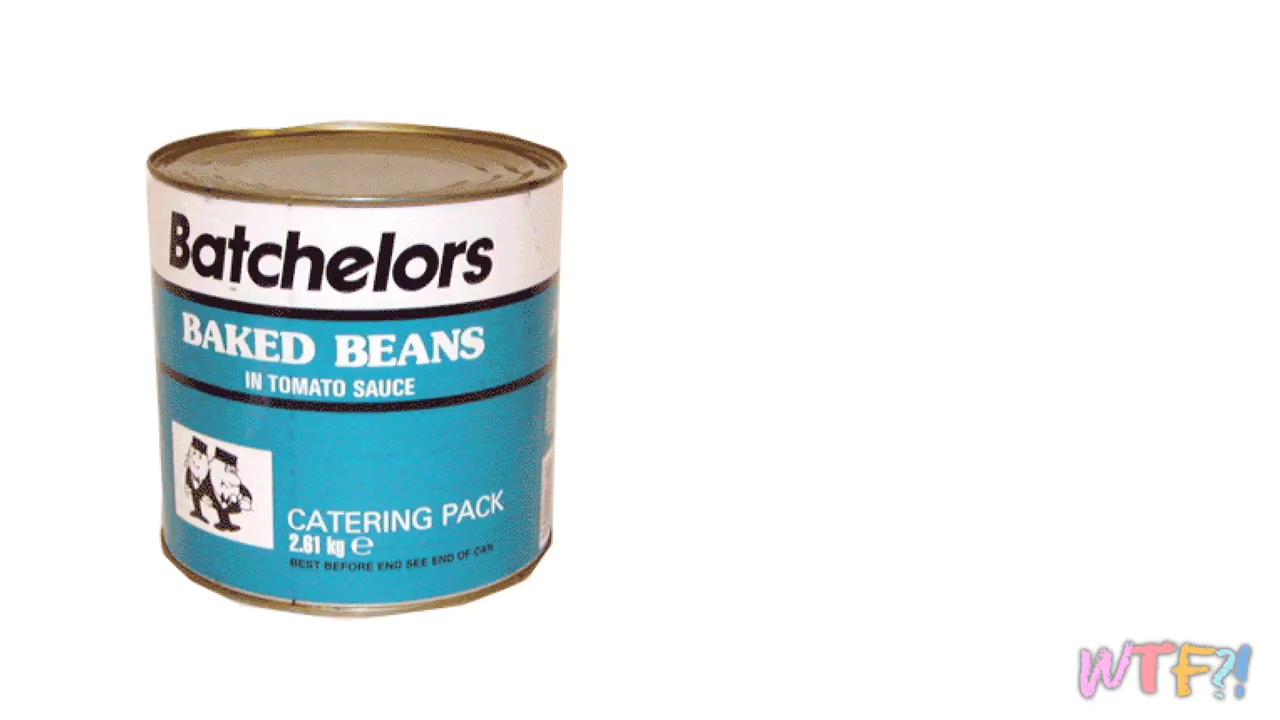 Batchelors
BAKED BEANS
IN TOMATO SAUCE
CATERING PACK
2.61 kg e
BEST BEFORE END SEE END OF CAN
WTF?!